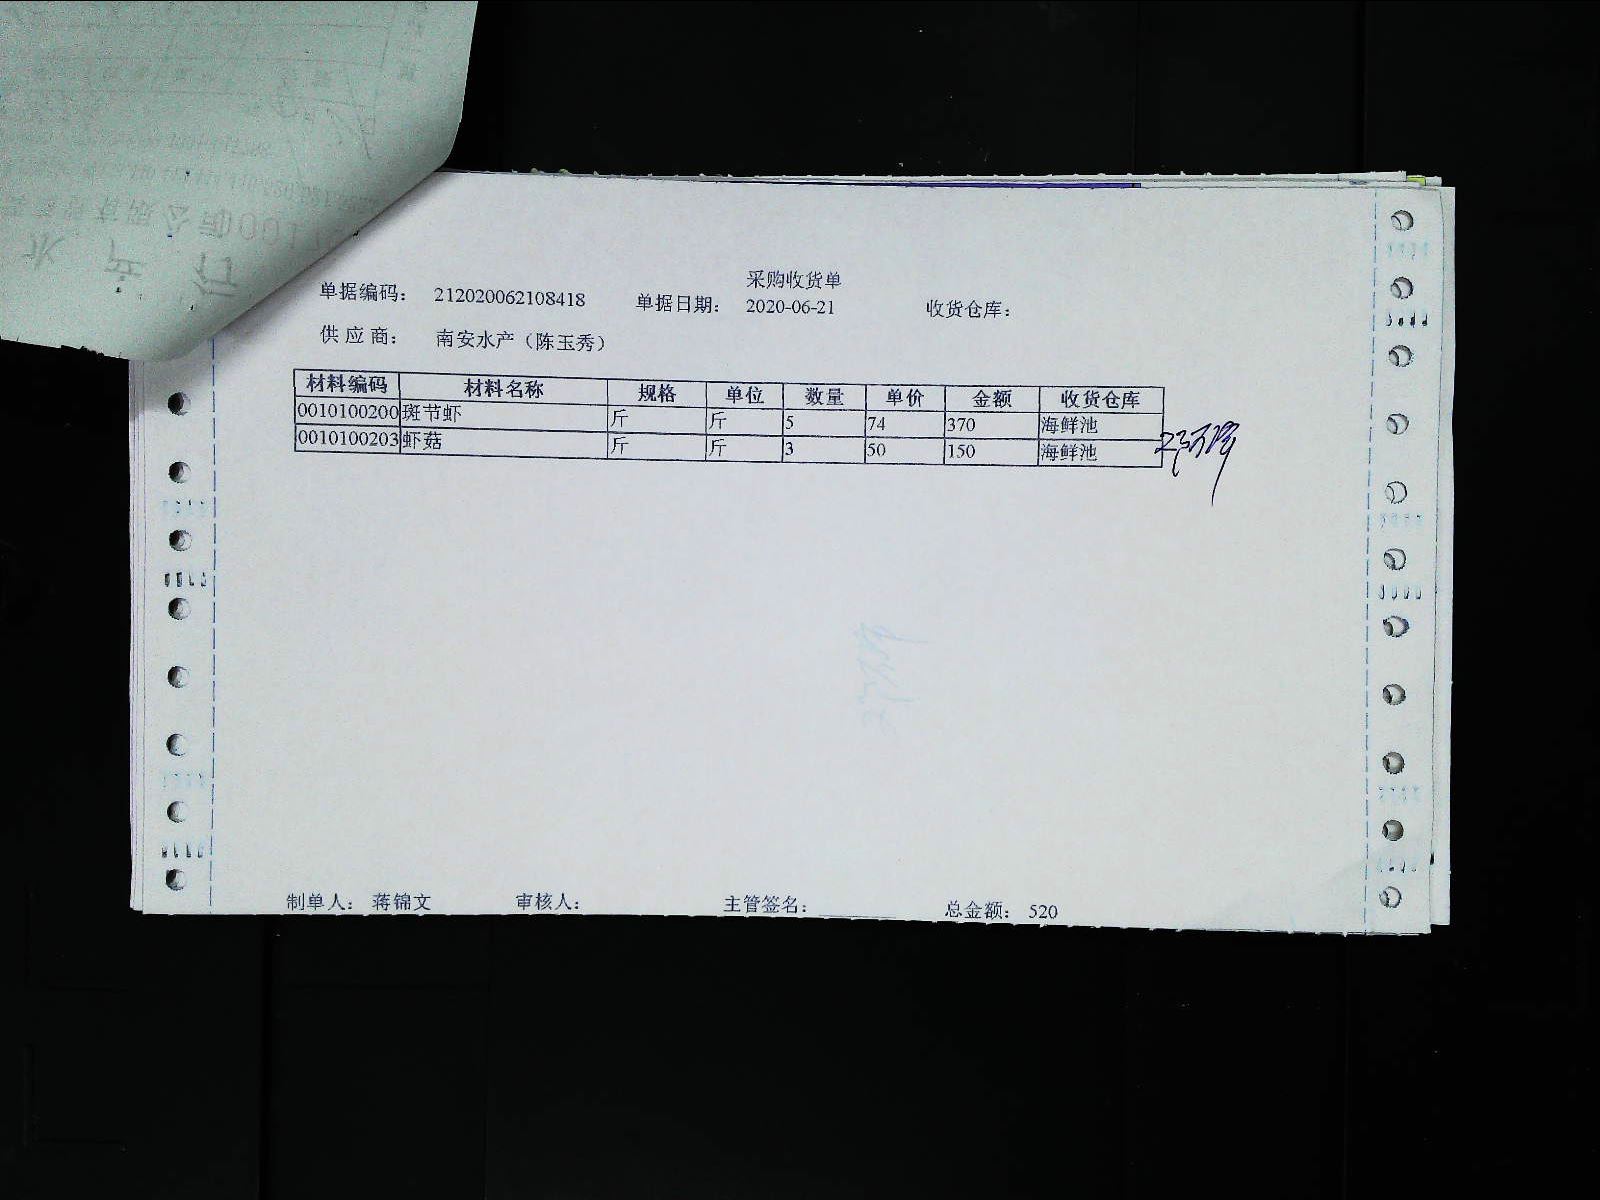 采购收货单
单据编码： 212020062108418 单据日期： 2020-06-21 收货仓库：
供 应 商： 南安水产（陈玉秀）
材料编码 材料名称 规格 单位 数量 单价 金额 收货仓库
0010100200 斑节虾 斤 斤 5 74 370 海鲜池
0010100203 虾菇 斤 斤 3 50 150 海鲜池
制单人： 蒋锦文 审核人： 主管签名： 总金额： 520